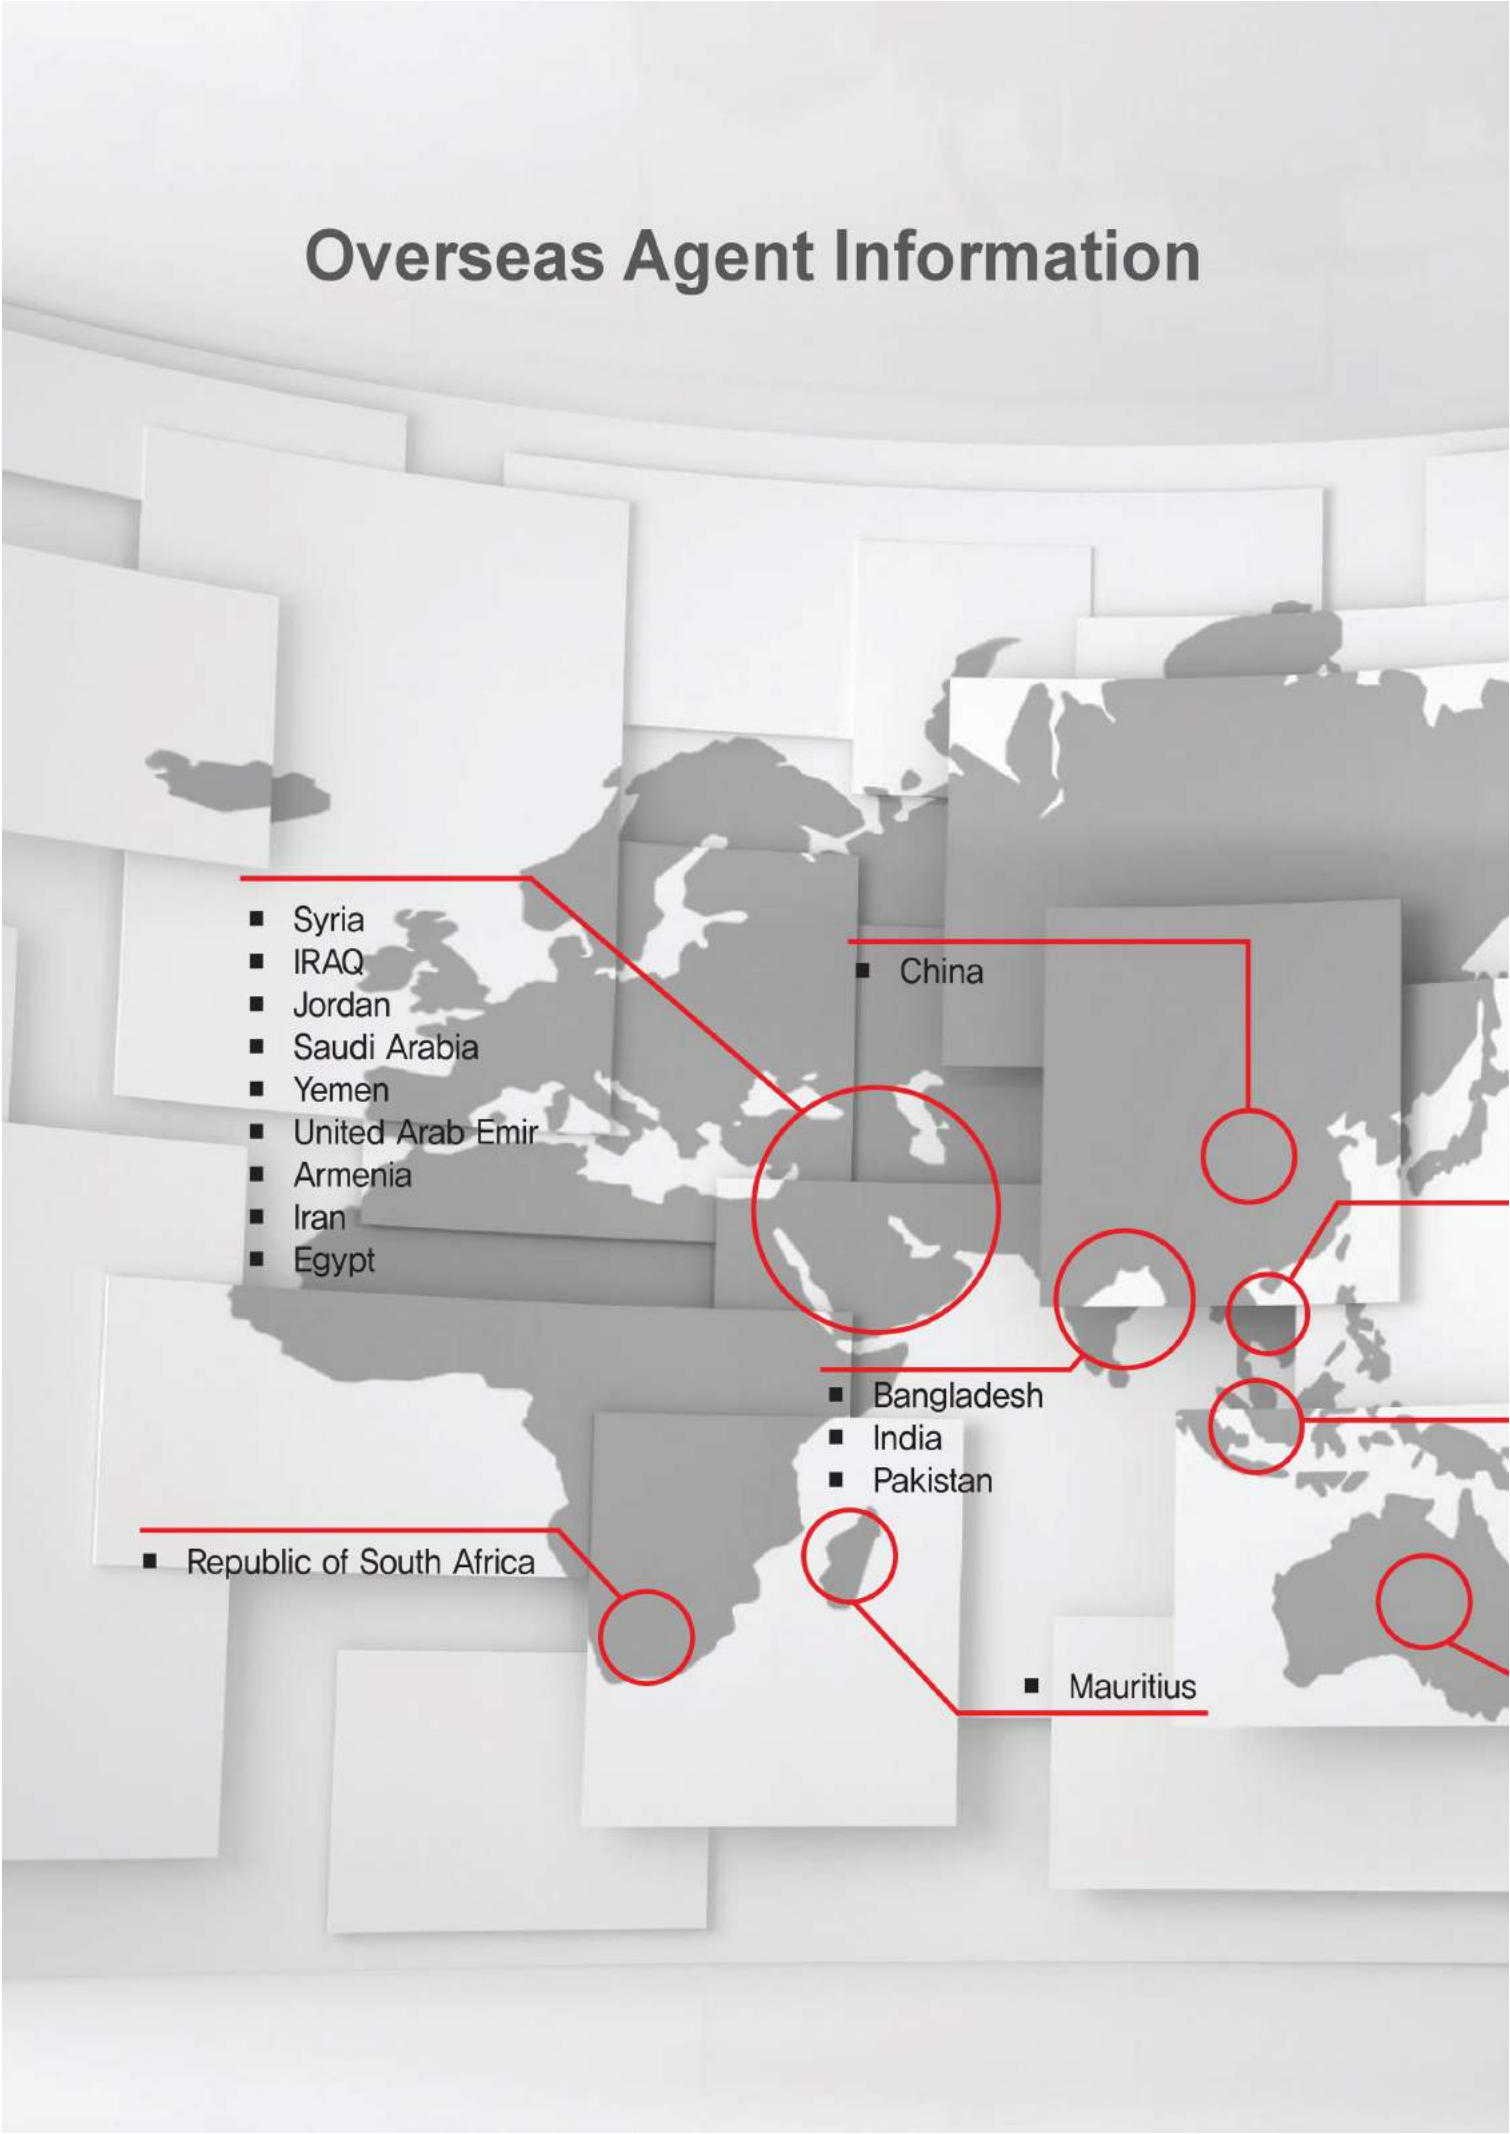 Overseas Agent Information
▪ Syria
▪ IRAQ
▪ Jordan
▪ Saudi Arabia
▪ Yemen
▪ United Arab Emir
▪ Armenia
▪ Iran
▪ Egypt
▪ China
▪ Bangladesh
▪ India
▪ Pakistan
▪ Republic of South Africa
▪ Mauritius